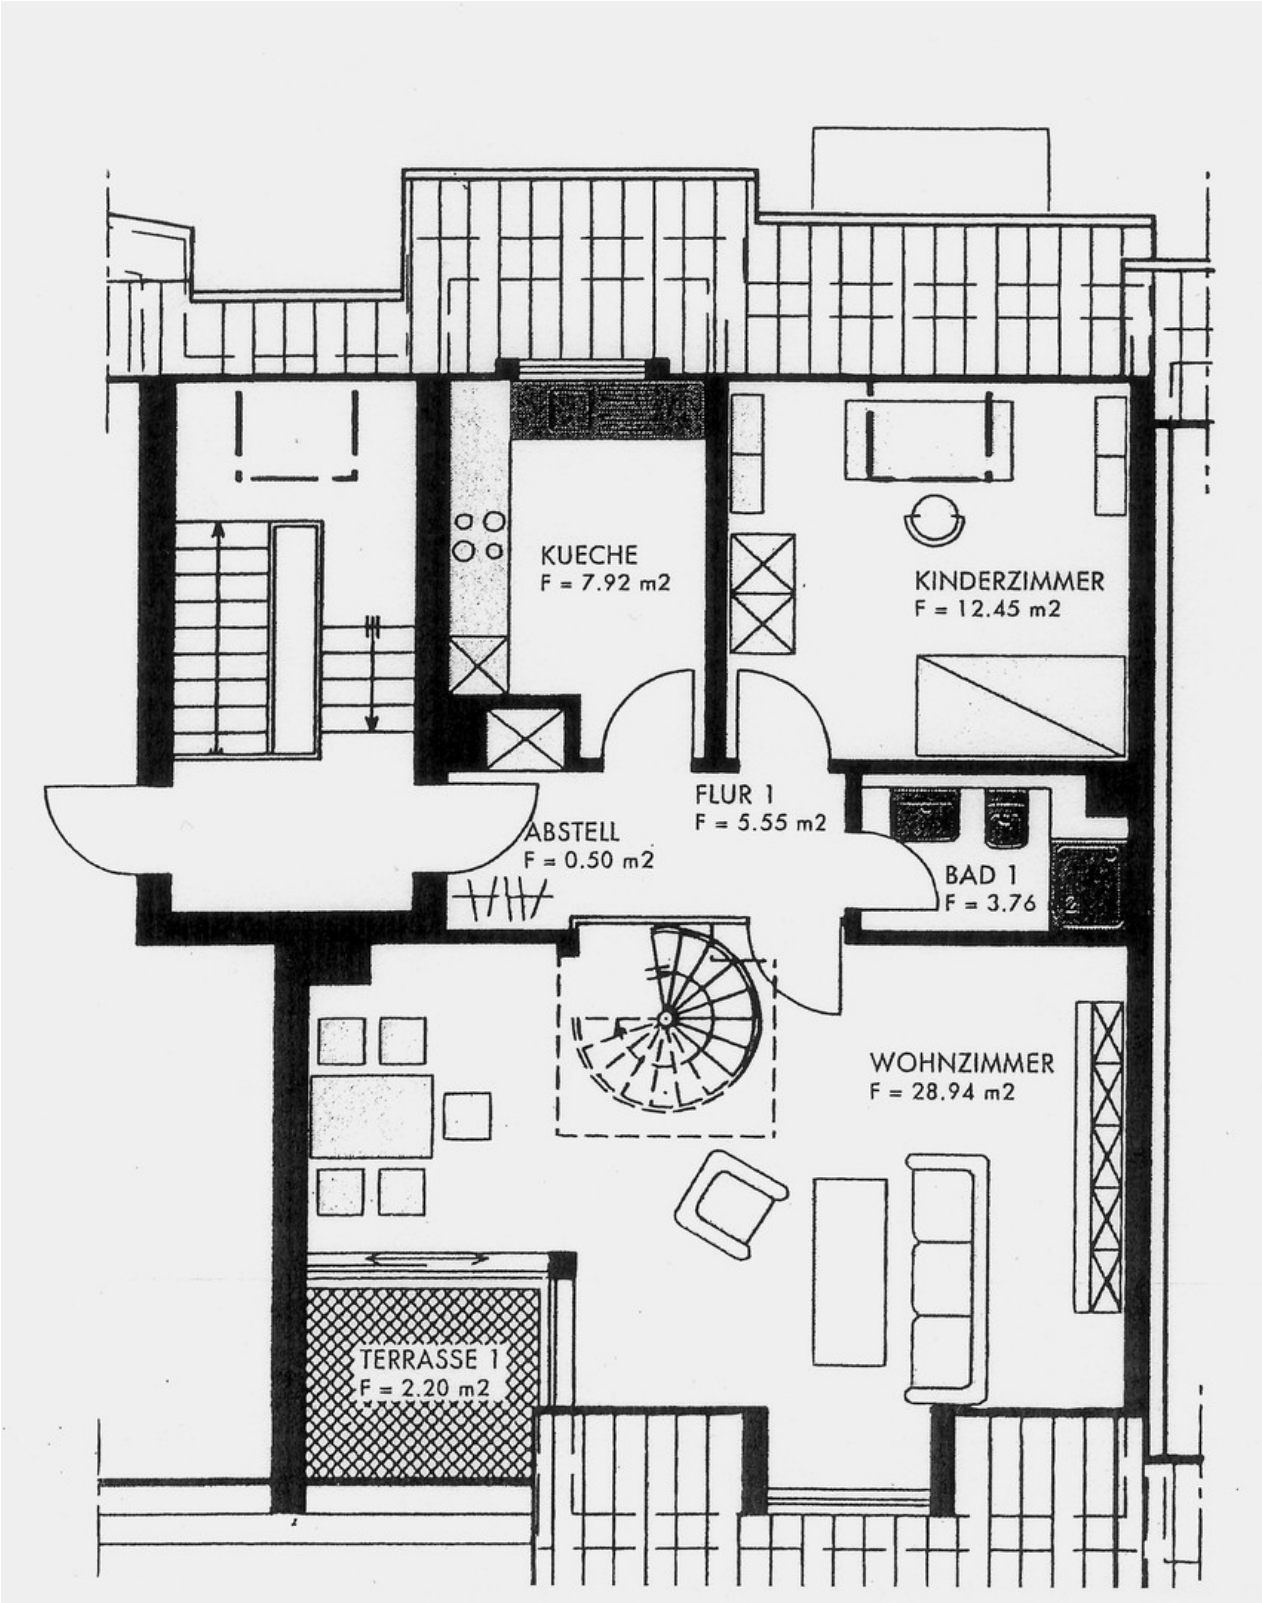 KUECHE
F = 7.92 m2
KINDERZIMMER
F = 12.45 m2
FLUR 1
F = 5.55 m2
ABSTELL
F = 0.50 m2
BAD 1
F = 3.76
WOHNZIMMER
F = 28.94 m2
TERRASSE 1
F = 2.20 m2